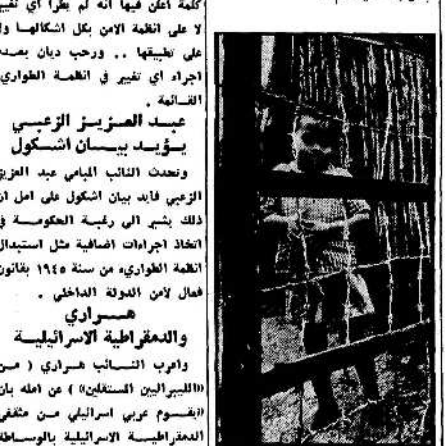 كلمة اعلن فيها انه لم يطرأ اي تغيير
لا على انظمة الامن بكل اشكالها ولا
على تطبيقها .. ورحب ديان بعدم
اجراء اي تغيير في انظمة الطوارىء
القائمة .
عبد العزيز الزعبي
يؤيد بيان اشكول
وتحدث النائب المبامي عبد العزيز
الزعبي فايد بيان اشكول على امل ان
ذلك يشير الى رغبة الحكومة في
اتخاذ اجراءات اضافية مثل استبدال
انظمة الطوارىء من سنة ١٩٤٥ بقانون
فعال لامن الدولة الداخلي .
هراري
والدمقراطية الاسرائيلية
واعرب النائب هراري ( من
«الليبراليين المستقلين» ) عن امله بان
«يقوم عربي اسرائيلي من مثقفي
الدمقراطية الاسرائيلية بالوساطة